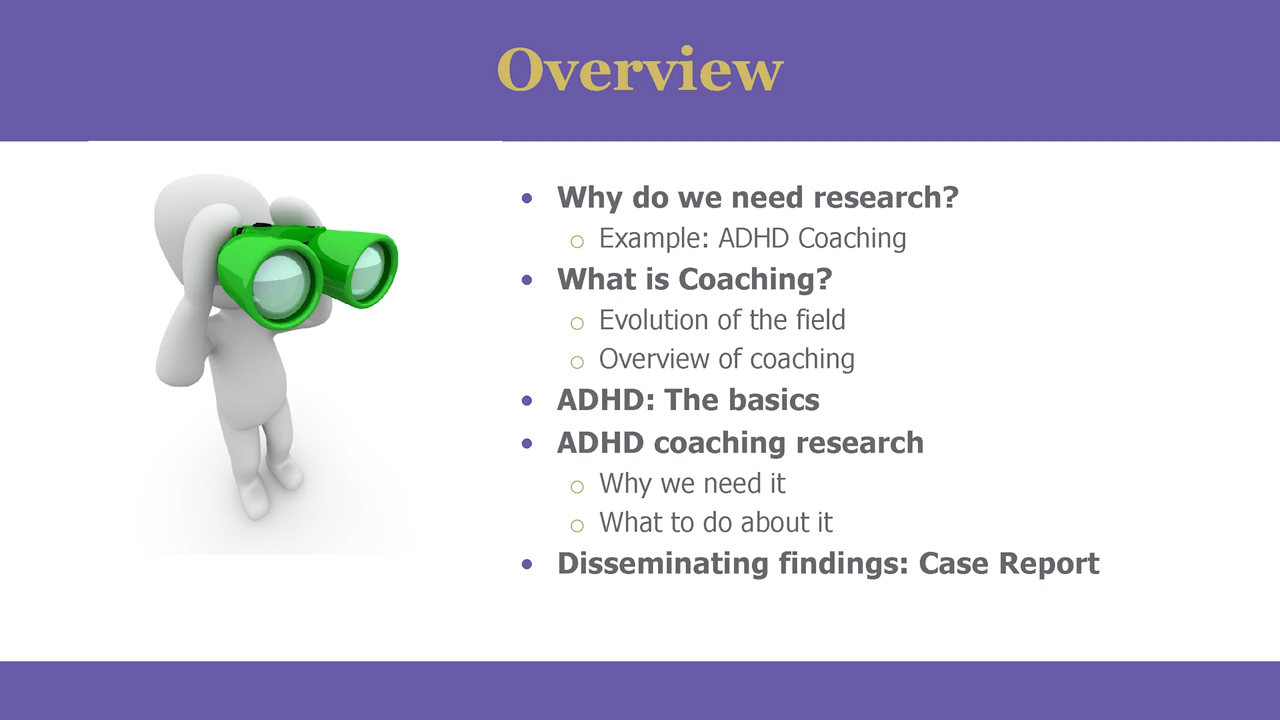 Overview
• Why do we need research?
o Example: ADHD Coaching
• What is Coaching?
o Evolution of the field
o Overview of coaching
• ADHD: The basics
• ADHD coaching research
o Why we need it
o What to do about it
• Disseminating findings: Case Report